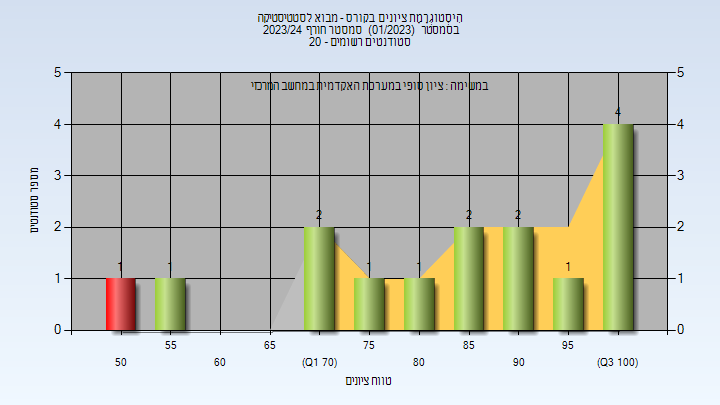 היסטוגרמת ציונים בקורס - מבוא לסטטיסטיקה
בסמסטר (01/2023) סמסטר חורף 2023/24
סטודנטים רשומים - 20
במשימה : ציון סופי במערכת האקדמית במחשב המרכזי
5 5
4 4 4
3 3
2 2 2 2 2
1 1 1 1 1 1 1
0 0
מספר סטודנטים
55 65 75 85 95
50 60 (Q1 70) 80 90 (Q3 100)
טווח ציונים